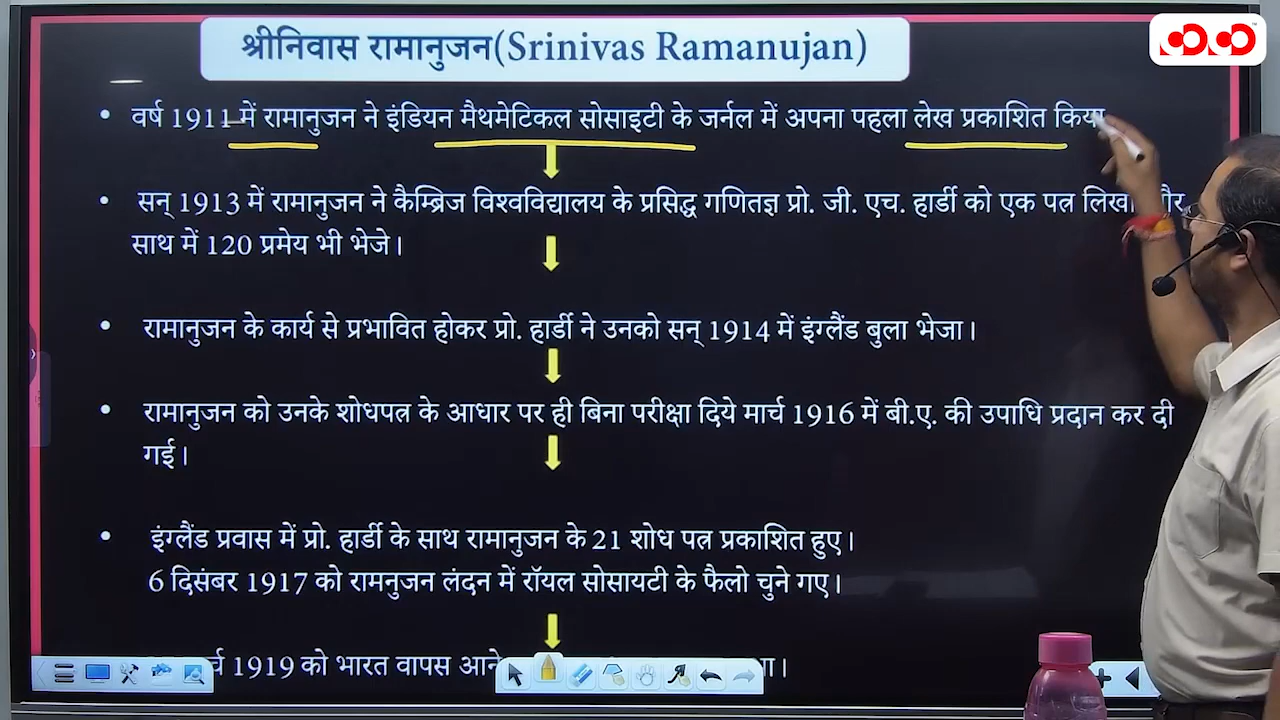 श्रीनिवास रामानुजन(Srinivas Ramanujan)
• वर्ष 1911 में रामानुजन ने इंडियन मैथमेटिकल सोसाइटी के जर्नल में अपना पहला लेख प्रकाशित किया
• सन् 1913 में रामानुजन ने कैम्ब्रिज विश्वविद्यालय के प्रसिद्ध गणितज्ञ प्रो. जी. एच. हार्डी को एक पत्र
साथ में 120 प्रमेय भी भेजे।
• रामानुजन के कार्य से प्रभावित होकर प्रो. हार्डी ने उनको सन् 1914 में इंग्लैंड बुला भेजा।
• रामानुजन को उनके शोधपत्र के आधार पर ही बिना परीक्षा दिये मार्च 1916 में बी.ए. की उपाधि प्रदान कर दी
गई।
• इंग्लैंड प्रवास में प्रो. हार्डी के साथ रामानुजन के 21 शोध पत्र प्रकाशित हुए।
6 दिसंबर 1917 को रामनुजन लंदन में रॉयल सोसायटी के फैलो चुने गए।
1919 को भारत वापस आने